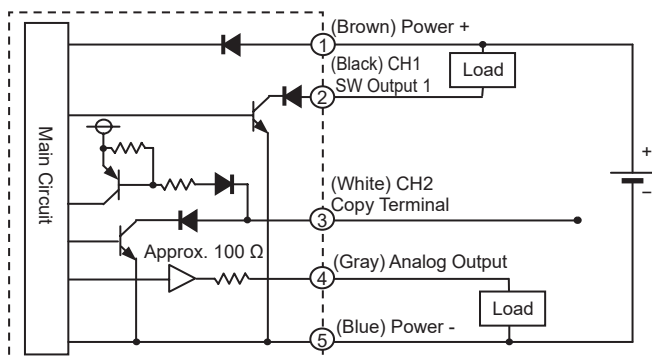 (Brown) Power +
1
(Black) CH1
SW Output 1
2
Load
Main Circuit
+
−
(White) CH2
Copy Terminal
3
Approx. 100 Ω
4
(Gray) Analog Output
Load
5
(Blue) Power -